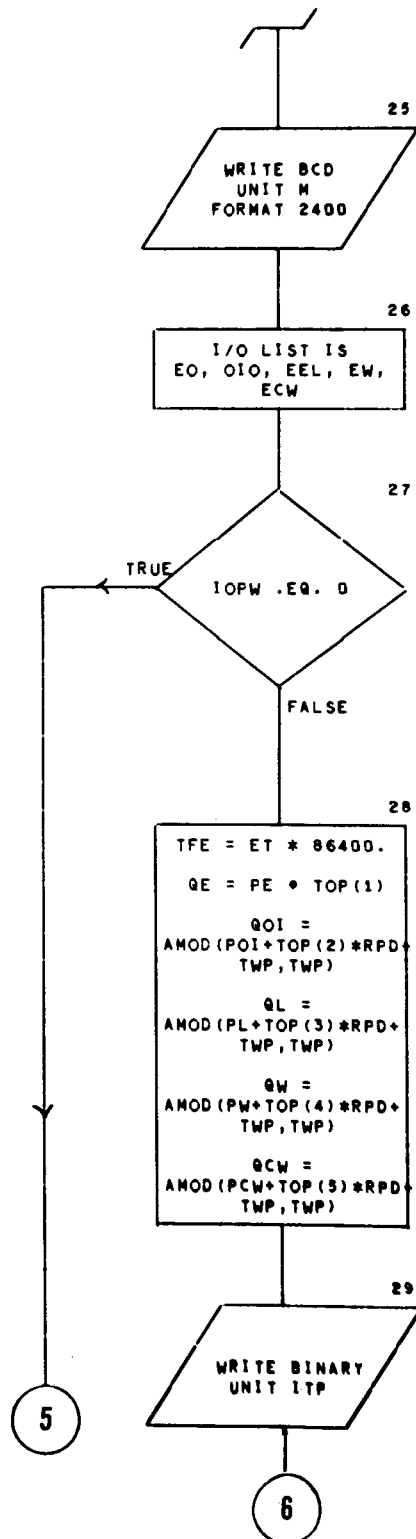 25
WRITE BCD
UNIT M
FORMAT 2400
26
I/O LIST IS
EO, OIO, EEL, EW,
ECW
27
TRUE
IOPW .EQ. 0
FALSE
28
TFE = ET * 86400.
QE = PE + TOP(1)
QOI =
AMOD(POI+TOP(2)*RPD+
TWP,TWP)
QL =
AMOD(PL+TOP(3)*RPD+
TWP,TWP)
QW =
AMOD(PW+TOP(4)*RPD+
TWP,TWP)
QCW =
AMOD(PCW+TOP(5)*RPD+
TWP,TWP)
29
WRITE BINARY
UNIT ITP
5
6